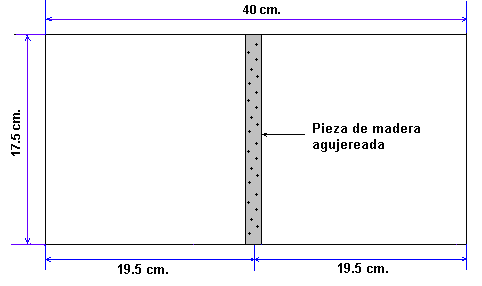 40 cm.
17.5 cm.
Pieza de madera
agujereada
19.5 cm.
19.5 cm.